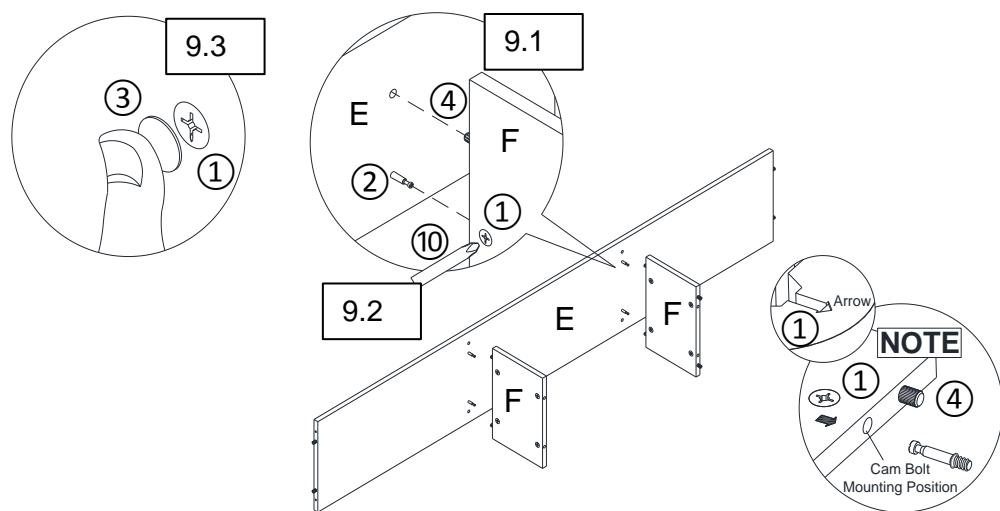 9.3
9.1
③
①
E
④
F
②
①
⑩
9.2
E
F
F
Arrow
①
NOTE
①
④
Cam Bolt
Mounting Position